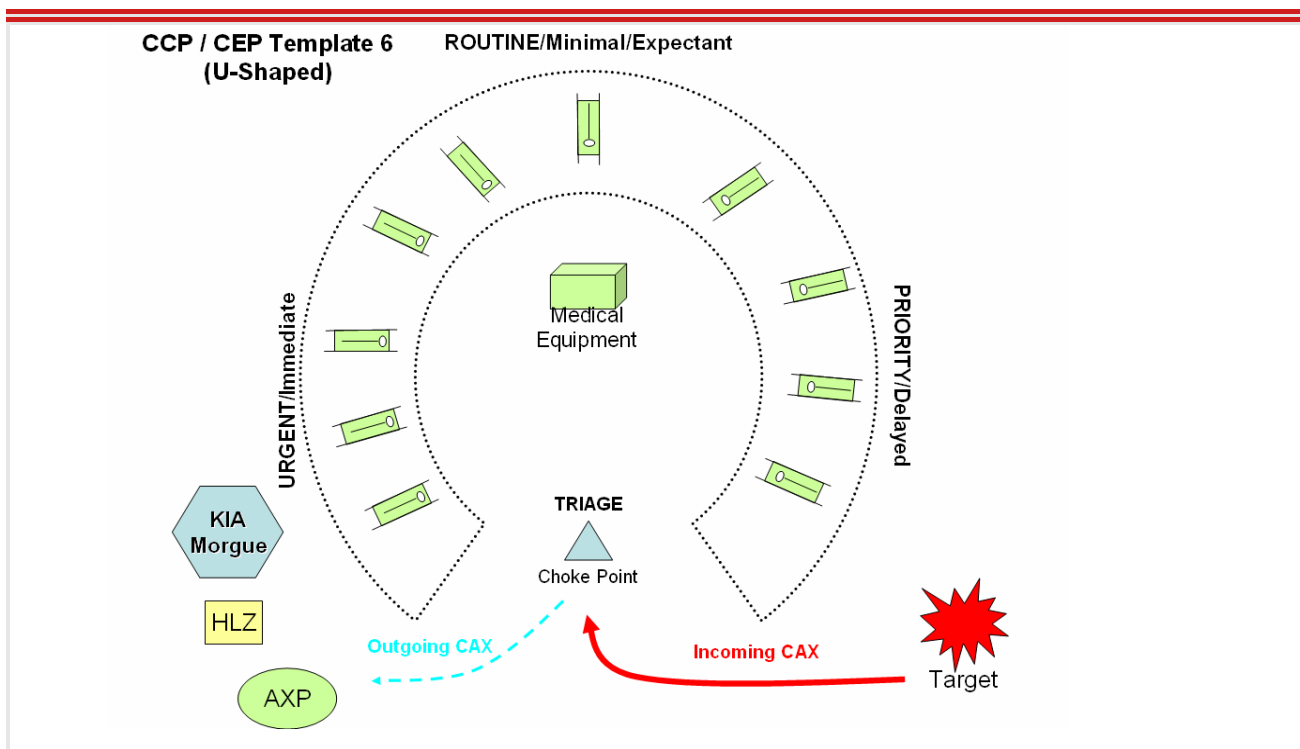 CCP / CEP Template 6
(U-Shaped)
ROUTINE/Minimal/Expectant
Medical
Equipment
URGENT/Immediate
PRIORITY/Delayed
TRIAGE
Choke Point
KIA
Morgue
HLZ
AXP
Outgoing CAX
Incoming CAX
Target